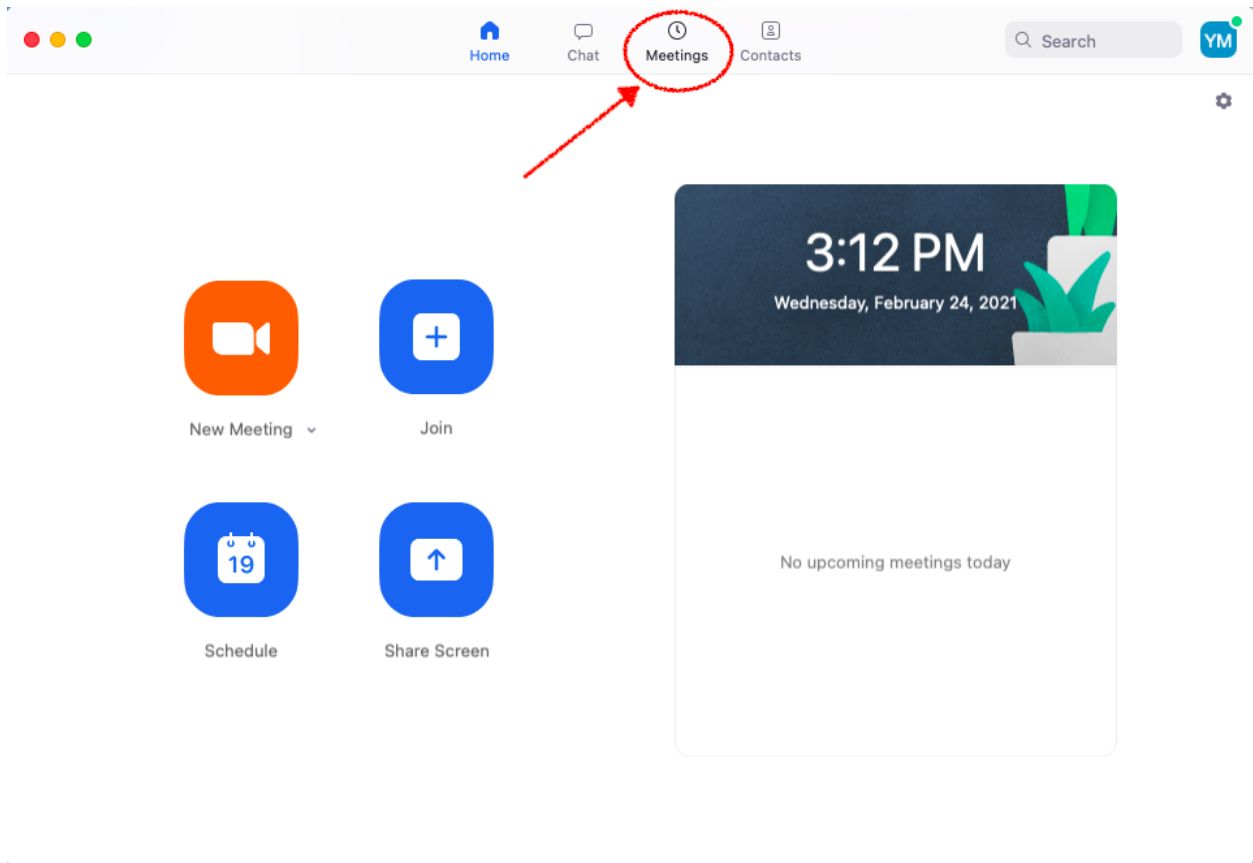 Home
Chat
Meetings
Contacts
Search
YM
3:12 PM
Wednesday, February 24, 2021
New Meeting
Join
19
Schedule
Share Screen
No upcoming meetings today